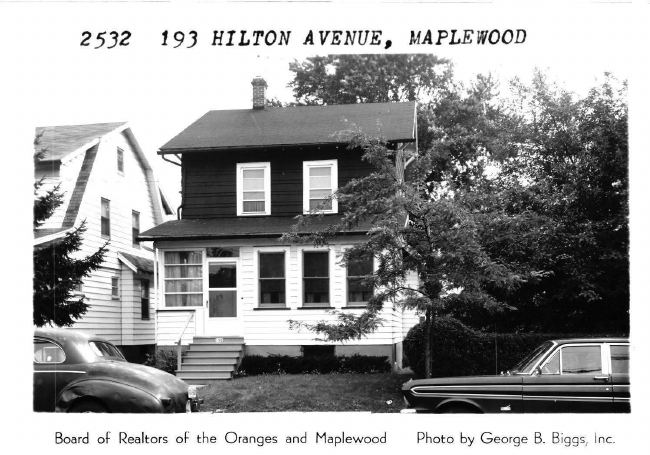 2532 193 HILTON AVENUE, MAPLEWOOD
Board of Realtors of the Oranges and Maplewood Photo by George B. Biggs, Inc.